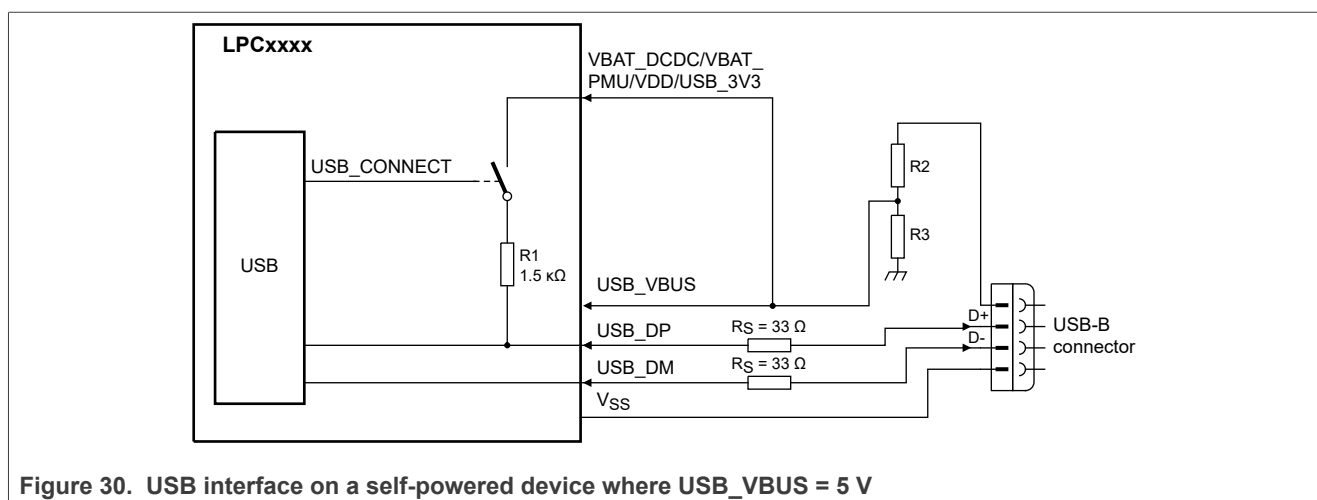 LPCxxxx
VBAT_DCDC/VBAT_
PMU/VDD/USB_3V3
R2
USB_CONNECT
R3
R1
1.5 κΩ
USB
USB_VBUS
D+
USB_DP
RS = 33 Ω
USB-B
D-
connector
USB_DM
RS = 33 Ω
VSS
Figure 30. USB interface on a self-powered device where USB_VBUS = 5 V